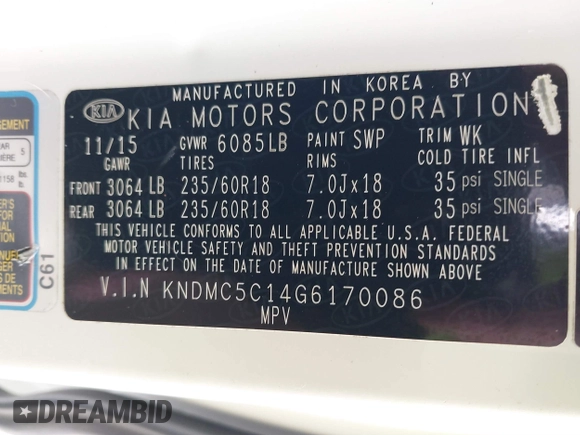 MANUFACTURED IN KOREA BY
KIA KIA MOTORS CORPORATION
11/15 GVWR 6085LB PAINT SWP TRIM WK
GAWR TIRES RIMS COLD TIRE INFL
FRONT 3064 LB 235/60R18 7.0Jx18 35 psi SINGLE
REAR 3064 LB 235/60R18 7.0Jx18 35 psi SINGLE
THIS VEHICLE CONFORMS TO ALL APPLICABLE U.S.A. FEDERAL
MOTOR VEHICLE SAFETY AND THEFT PREVENTION STANDARDS
IN EFFECT ON THE DATE OF MANUFACTURE SHOWN ABOVE.
V.I.N KNDMC5C14G6170086
MPV
C61
DREAMBID